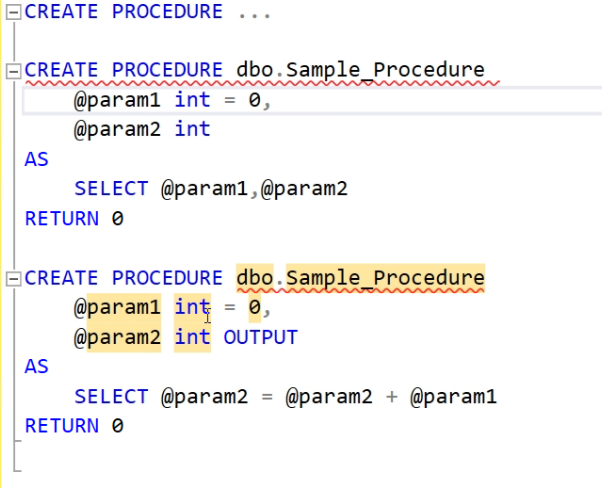 CREATE PROCEDURE ...
CREATE PROCEDURE dbo.Sample_Procedure
    @param1 int = 0,
    @param2 int
AS
    SELECT @param1,@param2
RETURN 0
CREATE PROCEDURE dbo.Sample_Procedure
    @param1 int = 0,
    @param2 int OUTPUT
AS
    SELECT @param2 = @param2 + @param1
RETURN 0